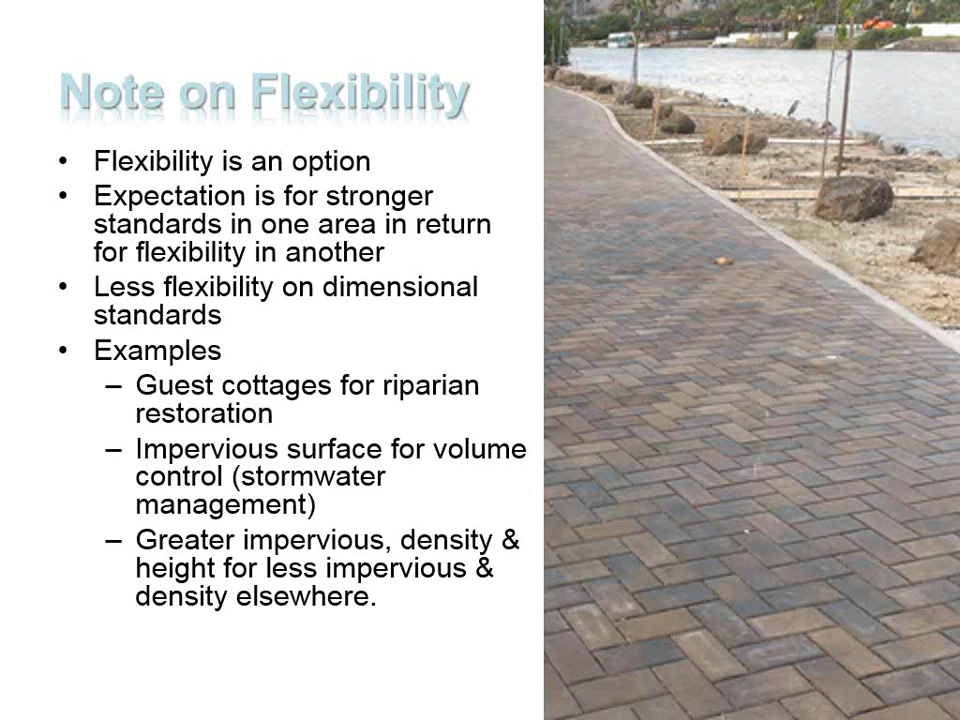 Note on Flexibility
• Flexibility is an option
• Expectation is for stronger
standards in one area in return
for flexibility in another
• Less flexibility on dimensional
standards
• Examples
– Guest cottages for riparian
restoration
– Impervious surface for volume
control (stormwater
management)
– Greater impervious, density &
height for less impervious &
density elsewhere.